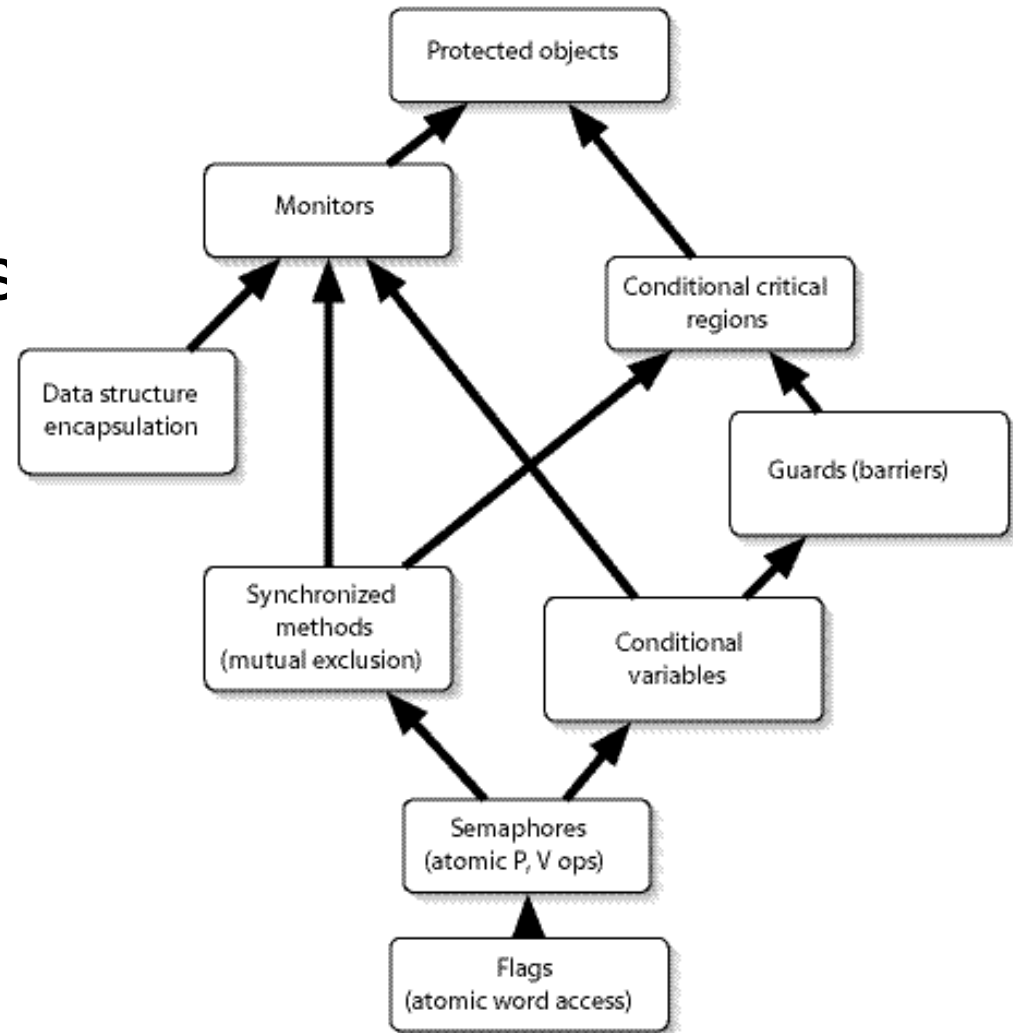 Protected objects
Monitors
s
Conditional critical
regions
Data structure
encapsulation
Guards (barriers)
Synchronized
methods
(mutual exclusion)
Conditional
variables
Semaphores
(atomic P, V ops)
Flags
(atomic word access)